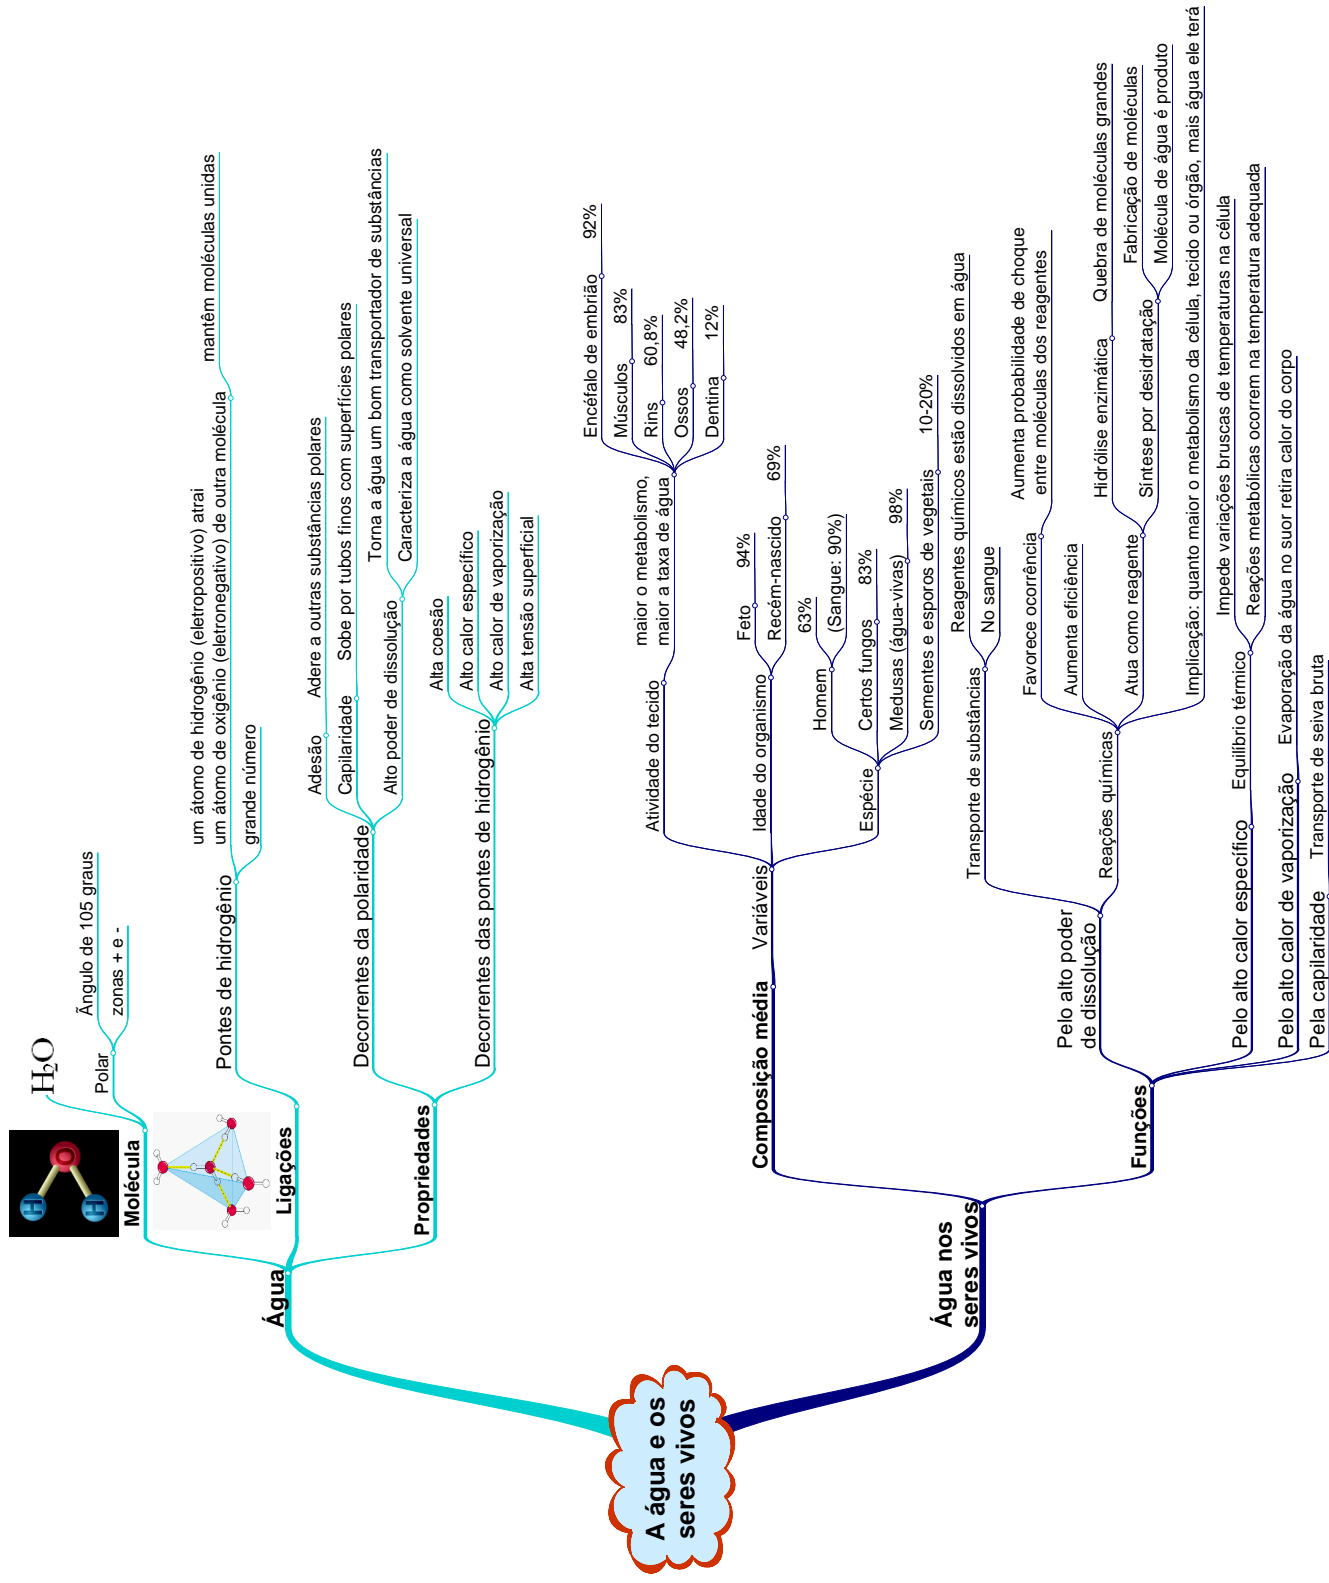 A água e os
seres vivos
Água
Molécula
H
H
O
H₂O
Polar
Ãngulo de 105 graus
zonas + e -
Ligações
Pontes de hidrogênio
um átomo de hidrogênio (eletropositivo) atrai
um átomo de oxigênio (eletronegativo) de outra molécula
mantêm moléculas unidas
grande número
Propriedades
Decorrentes da polaridade
Adesão
Adere a outras substâncias polares
Capilaridade
Sobe por tubos finos com superfícies polares
Alto poder de dissolução
Torna a água um bom transportador de substâncias
Caracteriza a água como solvente universal
Decorrentes das pontes de hidrogênio
Alta coesão
Alto calor específico
Alto calor de vaporização
Alta tensão superficial
Água nos
seres vivos
Composição média
Variáveis
Atividade do tecido
maior o metabolismo,
maior a taxa de água
Encéfalo de embrião
92%
Músculos
83%
Rins
60,8%
Ossos
48,2%
Dentina
12%
Idade do organismo
Feto
94%
Recém-nascido
69%
Espécie
Homem
63%
(Sangue: 90%)
Certos fungos
83%
Medusas (água-vivas)
98%
Sementes e esporos de vegetais
10-20%
Funções
Pelo alto poder
de dissolução
Transporte de substâncias
Reagentes químicos estão dissolvidos em água
No sangue
Reações químicas
Favorece ocorrência
Aumenta probabilidade de choque
entre moléculas dos reagentes
Aumenta eficiência
Atua como reagente
Hidrólise enzimática
Quebra de moléculas grandes
Síntese por desidratação
Fabricação de moléculas
Molécula de água é produto
Implicação: quanto maior o metabolismo da célula, tecido ou órgão, mais água ele terá
Pelo alto calor específico
Equilíbrio térmico
Impede variações bruscas de temperaturas na célula
Reações metabólicas ocorrem na temperatura adequada
Pelo alto calor de vaporização
Evaporação da água no suor retira calor do corpo
Pela capilaridade
Transporte de seiva bruta